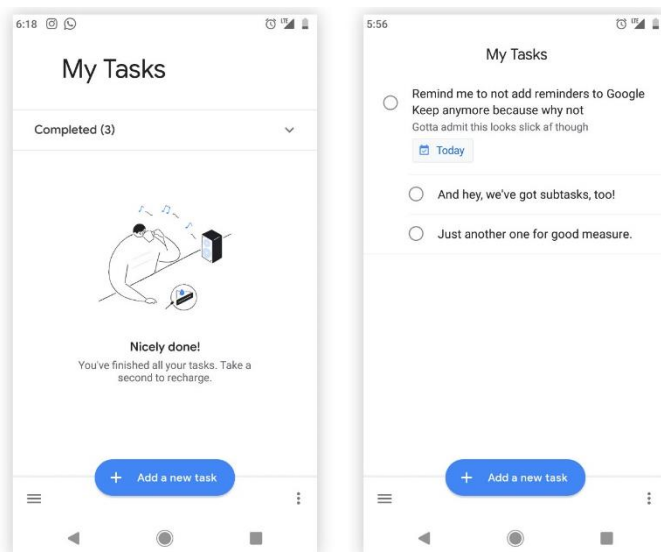 6:18
LTE
My Tasks
Completed (3)
Nicely done!
You've finished all your tasks. Take a
second to recharge.
+ Add a new task
5:56
LTE
My Tasks
Remind me to not add reminders to Google
Keep anymore because why not
Gotta admit this looks slick af though
Today
And hey, we've got subtasks, too!
Just another one for good measure.
+ Add a new task